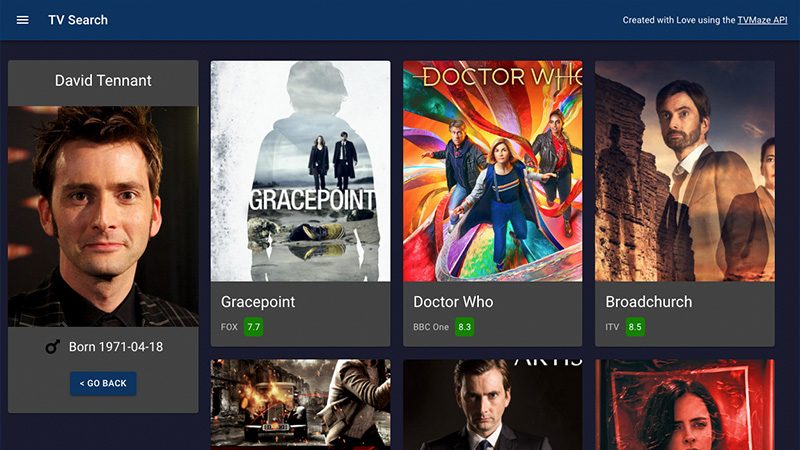 TV Search
Created with Love using the TVMaze API
David Tennant
Born 1971-04-18
< GO BACK
GRACEPOINT
Gracepoint
FOX 7.7
DOCTOR WHO
Doctor Who
BBC One 8.3
Broadchurch
ITV 8.5
ARTIS